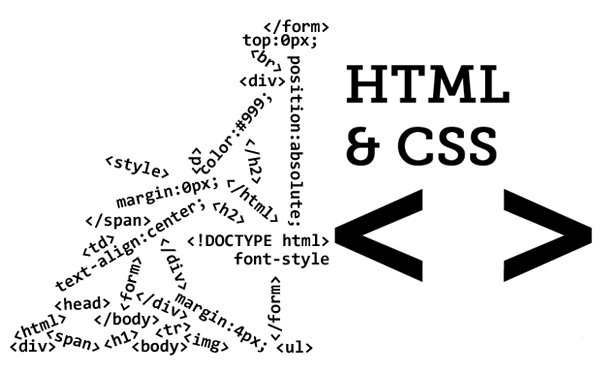 </form>
top:0px;
<br>
<div>
position:absolute;
color:#999;
<p>
</h2>
<style>
margin:0px;
</html>
<h2>
</span>
text-align:center;
<td>
<!DOCTYPE html>
font-style
</div>
<form>
</form>
<head>
</div>
margin:4px;
<html>
</body>
<tr>
<div>
<span>
<h1>
<body>
<img>
<ul>
HTML
& CSS
< >